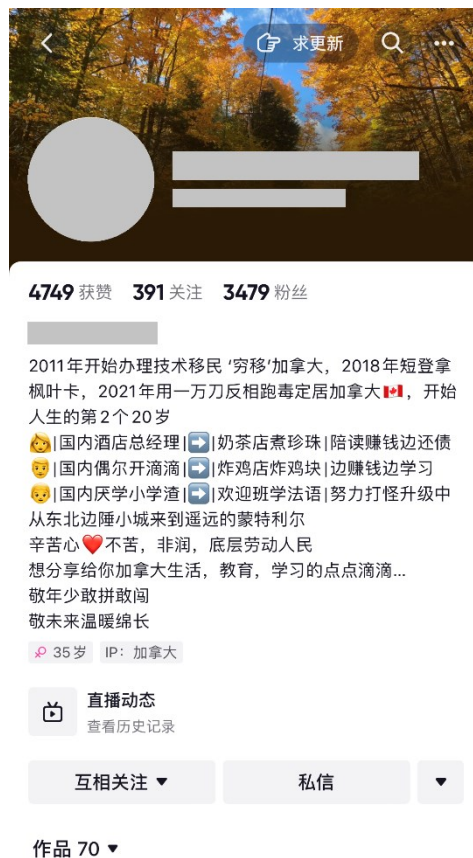 求更新
4749 获赞 391 关注 3479 粉丝
2011年开始办理技术移民 ‘穷移’加拿大，2018年短登拿
枫叶卡，2021年用一万刀反相跑毒定居加拿大🇨🇦，开始
人生的第2个20岁
👩|国内酒店总经理|➡️|奶茶店煮珍珠|陪读赚钱边还债
👨|国内偶尔开滴滴|➡️|炸鸡店炸鸡块|边赚钱边学习
👦|国内厌学小学渣|➡️|欢迎班学法语|努力打怪升级中
从东北边陲小城来到遥远的蒙特利尔
辛苦心❤️不苦，非润，底层劳动人民
想分享给你加拿大生活，教育，学习的点点滴滴...
敬年少敢拼敢闯
敬未来温暖绵长
35岁 IP：加拿大
直播动态
查看历史记录
互相关注 私信
作品 70